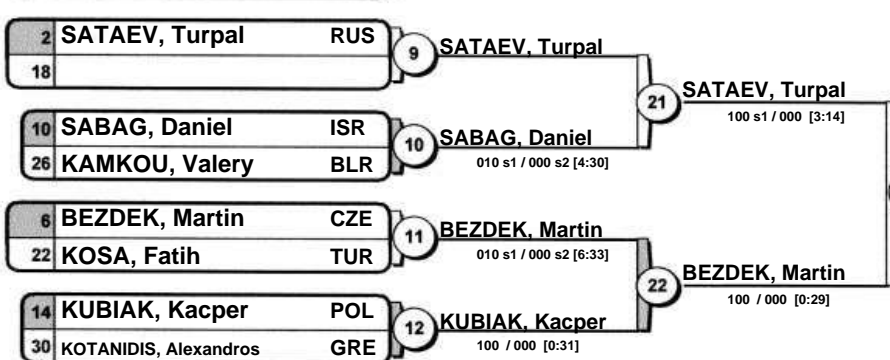 2 SATAEV, Turpal RUS
18
9
SATAEV, Turpal
10 SABAG, Daniel ISR
26 KAMKOU, Valery BLR
10
SABAG, Daniel
010 s1 / 000 s2 [4:30]
21
SATAEV, Turpal
100 s1 / 000 [3:14]
6 BEZDEK, Martin CZE
22 KOSA, Fatih TUR
11
BEZDEK, Martin
010 s1 / 000 s2 [6:33]
14 KUBIAK, Kacper POL
30 KOTANIDIS, Alexandros GRE
12
KUBIAK, Kacper
100 / 000 [0:31]
22
BEZDEK, Martin
100 / 000 [0:29]